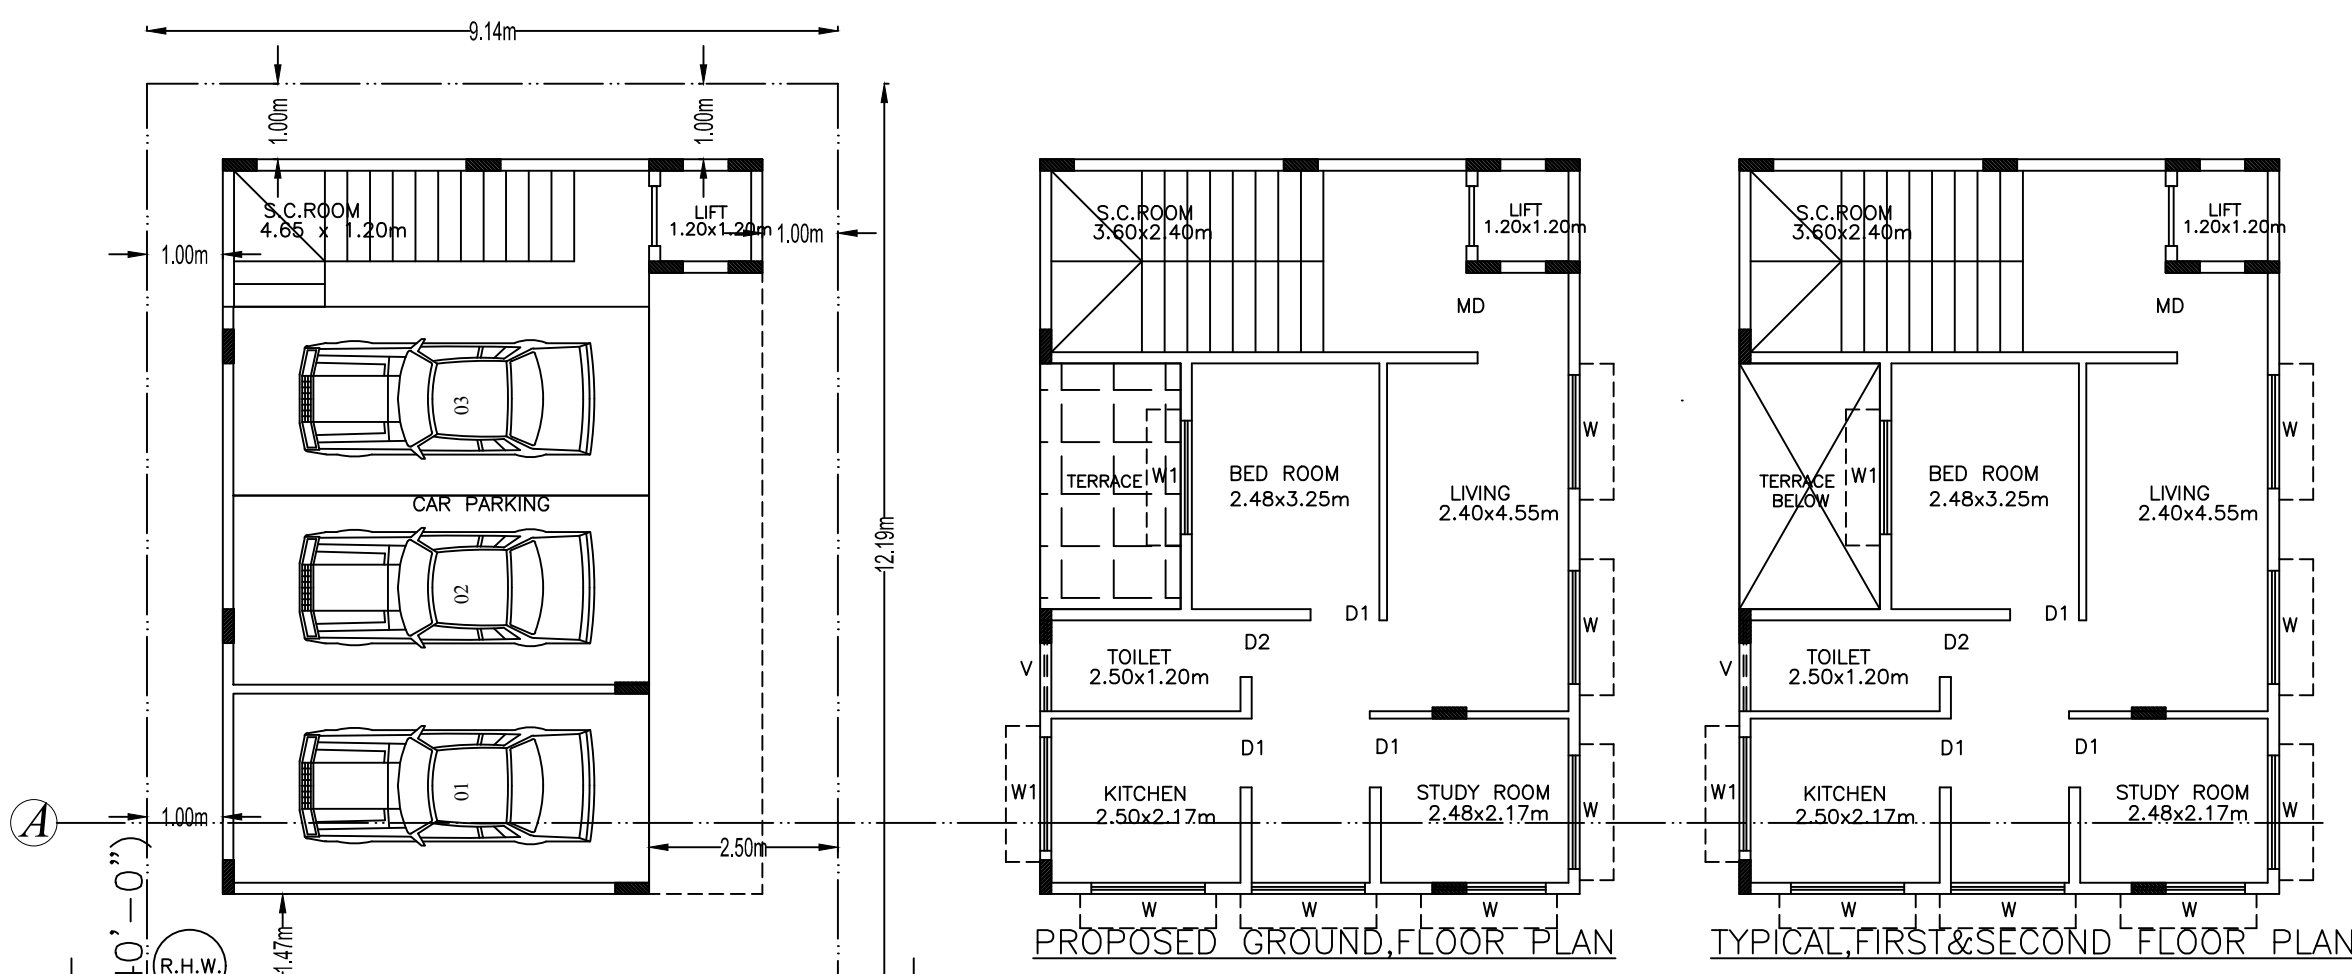 9.14m
1.00m
1.00m
S.C.ROOM
4.65 x 1.20m
LIFT
1.20x1.20m
1.00m
1.00m
03
CAR PARKING
02
12.19m
01
A
1.00m
2.50m
0'-0")
1.47m
R.H.W.
S.C.ROOM
3.60x2.40m
LIFT
1.20x1.20m
MD
W
TERRACE
W1
BED ROOM
2.48x3.25m
LIVING
2.40x4.55m
D1
W
D2
V
TOILET
2.50x1.20m
D1
D1
W1
KITCHEN
2.50x2.17m
STUDY ROOM
2.48x2.17m
W
W
W
W
PROPOSED GROUND,FLOOR PLAN
S.C.ROOM
3.60x2.40m
LIFT
1.20x1.20m
MD
W
TERRACE
BELOW
W1
BED ROOM
2.48x3.25m
LIVING
2.40x4.55m
D1
W
D2
V
TOILET
2.50x1.20m
D1
D1
W1
KITCHEN
2.50x2.17m
STUDY ROOM
2.48x2.17m
W
W
W
W
TYPICAL,FIRST&SECOND FLOOR PLAN